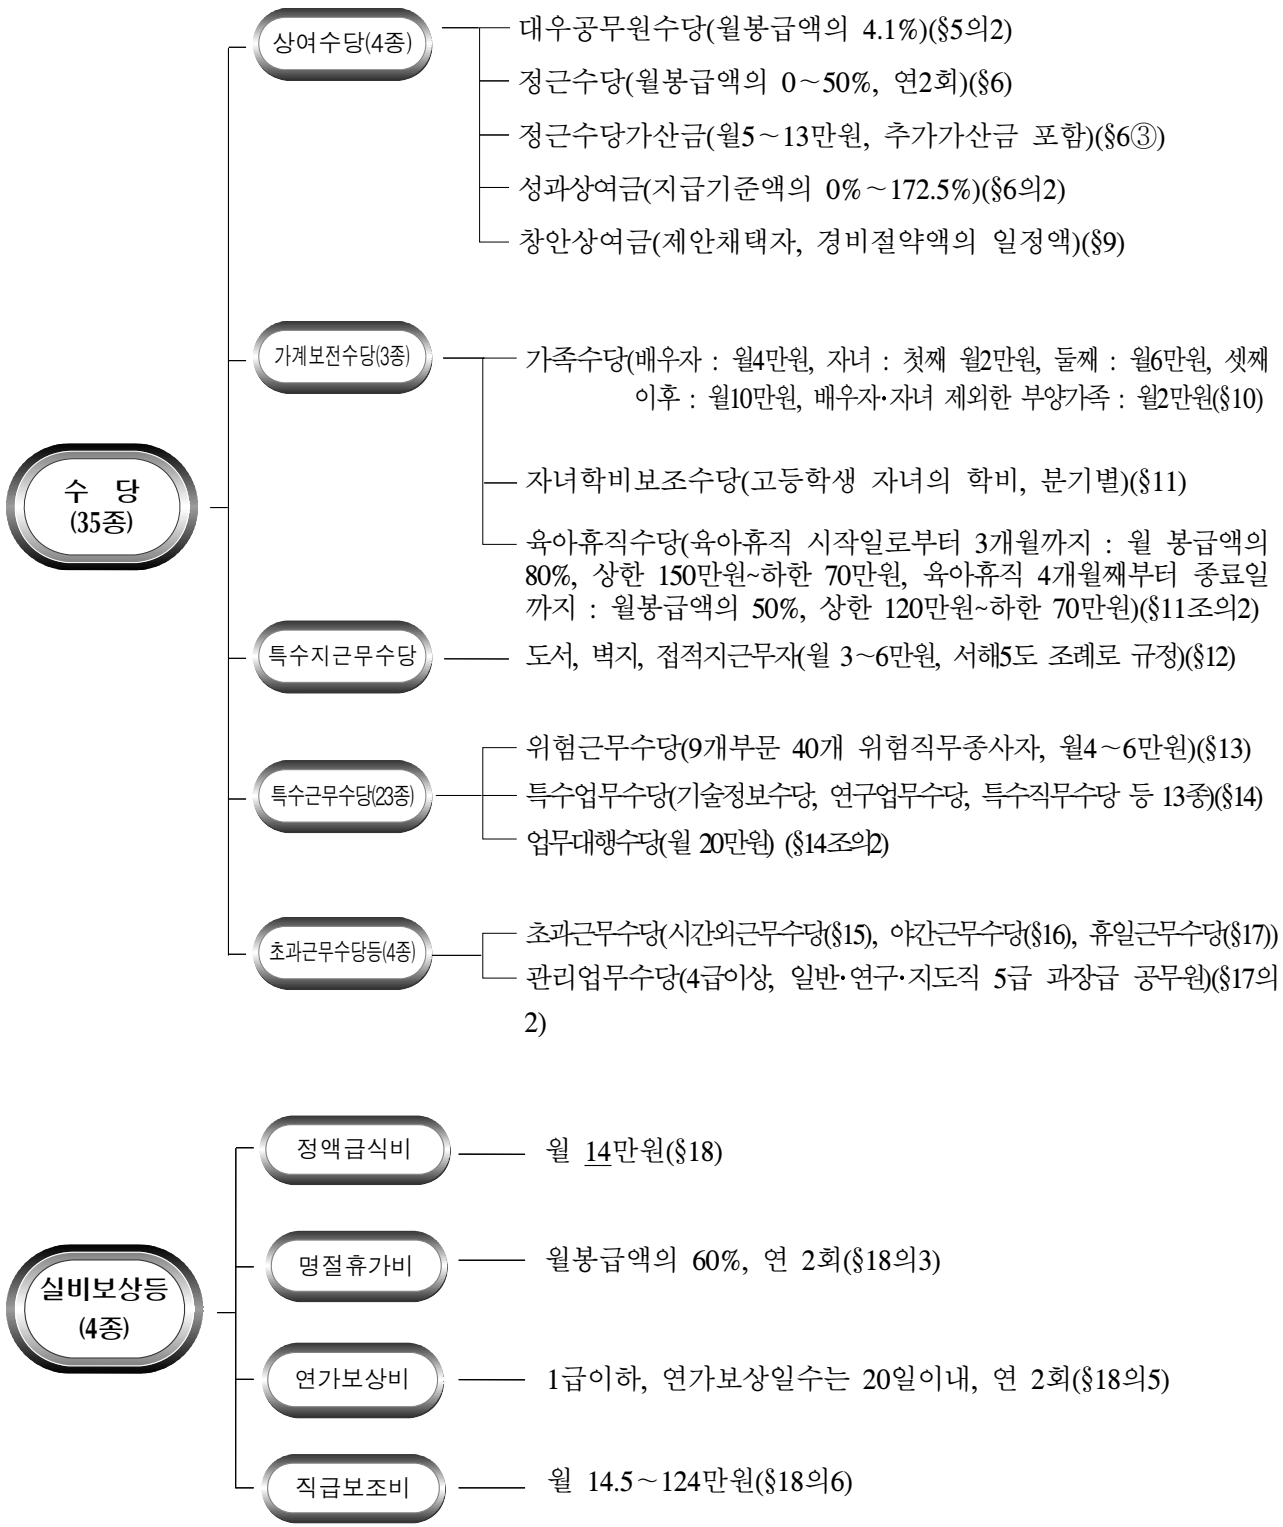 수 당
(35종)
상여수당(4종)
대우공무원수당(월봉급액의 4.1%)(§5의2)
정근수당(월봉급액의 0～50%, 연2회)(§6)
정근수당가산금(월5～13만원, 추가가산금 포함)(§6③)
성과상여금(지급기준액의 0%～172.5%)(§6의2)
창안상여금(제안채택자, 경비절약액의 일정액)(§9)
가계보전수당(3종)
가족수당(배우자 : 월4만원, 자녀 : 첫째 월2만원, 둘째 : 월6만원, 셋째
이후 : 월10만원, 배우자·자녀 제외한 부양가족 : 월2만원(§10)
자녀학비보조수당(고등학생 자녀의 학비, 분기별)(§11)
육아휴직수당(육아휴직 시작일로부터 3개월까지 : 월 봉급액의
80%, 상한 150만원~하한 70만원, 육아휴직 4개월째부터 종료일
까지 : 월봉급액의 50%, 상한 120만원~하한 70만원)(§11조의2)
특수지근무수당
도서, 벽지, 접적지근무자(월 3～6만원, 서해5도 조례로 규정)(§12)
특수근무수당(23종)
위험근무수당(9개부문 40개 위험직무종사자, 월4～6만원)(§13)
특수업무수당(기술정보수당, 연구업무수당, 특수직무수당 등 13종)(§14)
업무대행수당(월 20만원) (§14조의2)
초과근무수당등(4종)
초과근무수당(시간외근무수당(§15), 야간근무수당(§16), 휴일근무수당(§17))
관리업무수당(4급이상, 일반·연구·지도직 5급 과장급 공무원)(§17의
2)
실비보상등
(4종)
정액급식비
월 14만원(§18)
명절휴가비
월봉급액의 60%, 연 2회(§18의3)
연가보상비
1급이하, 연가보상일수는 20일이내, 연 2회(§18의5)
직급보조비
월 14.5～124만원(§18의6)